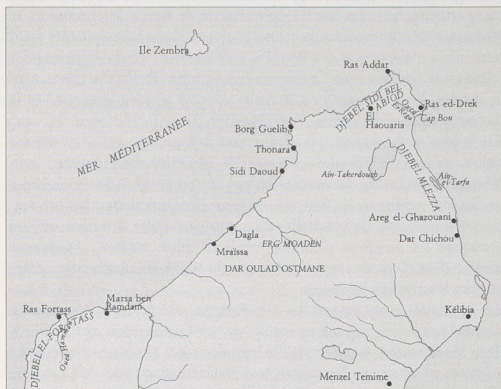 Ile Zembra
Ras Addar
DJEBEL SIDI BEL
ABIOD
Oued
Ras ed-Drek
El
Haouaria
Cap Bon
Borg Guelib
MER MÉDITERRANÉE
Thonara
Sidi Daoud
Aïn-Takerdouch
DJEBEL MLEZZA
Aïn-
el-Tarfa
Areg el-Ghazouani
Dagla
ERG MOADEN
Dar Chichou
Mraïssa
DAR OULAD OSTMANE
Marsa ben
Ramdam
Ras Fortass
Kélibia
DJEBEL EL-FORTASS
Menzel Temime